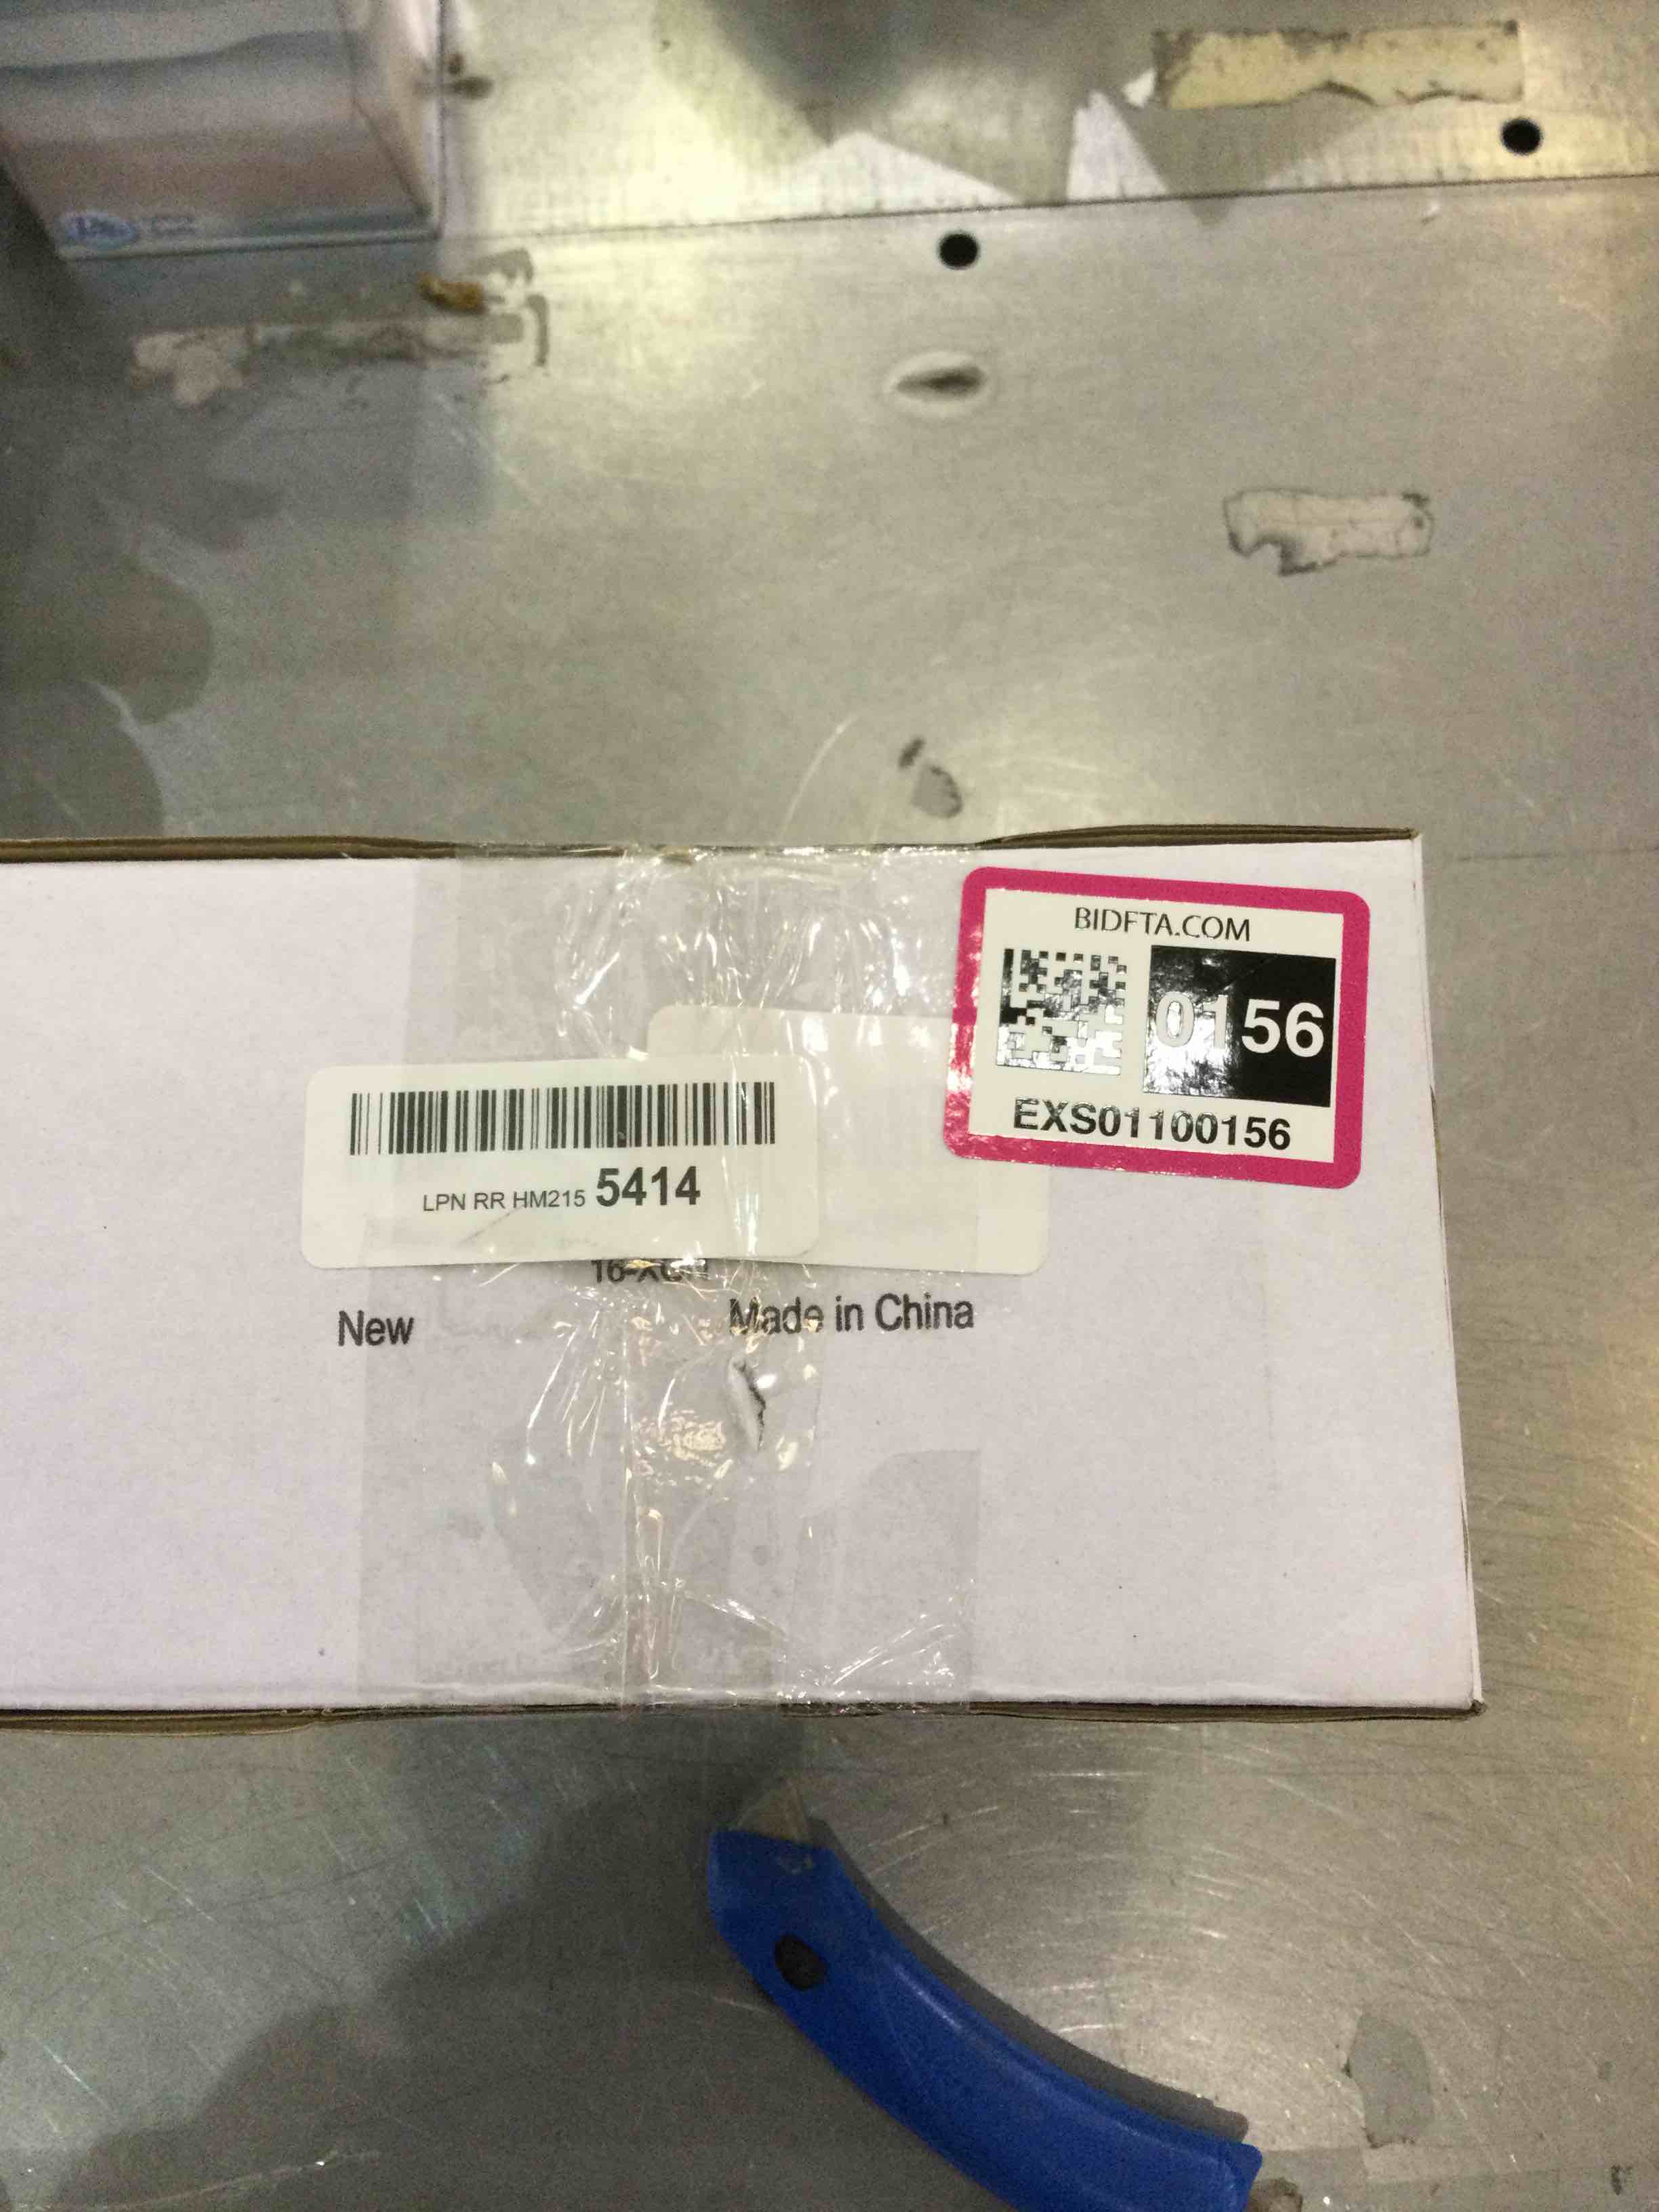 BIDFTA.COM
0156
EXS01100156
LPN RR HM215 5414
New
Made in China